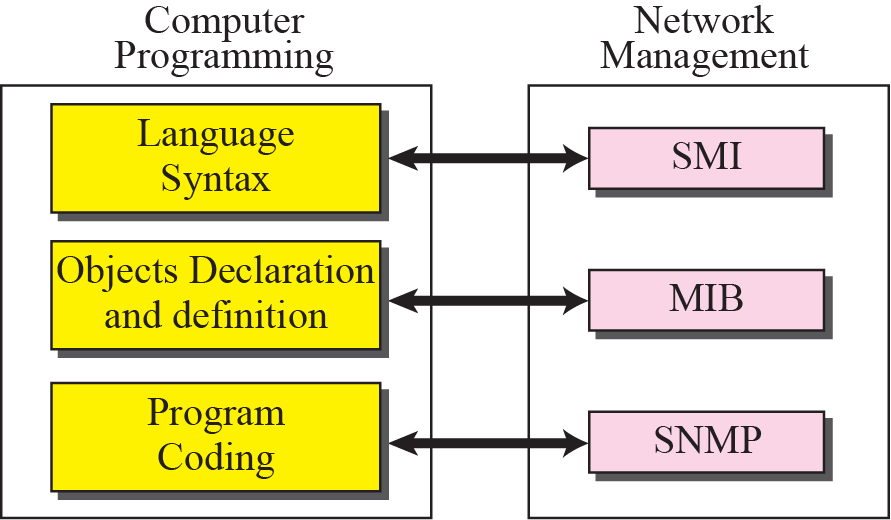 Computer
Programming
Network
Management
Language
Syntax
SMI
Objects Declaration
and definition
MIB
Program
Coding
SNMP